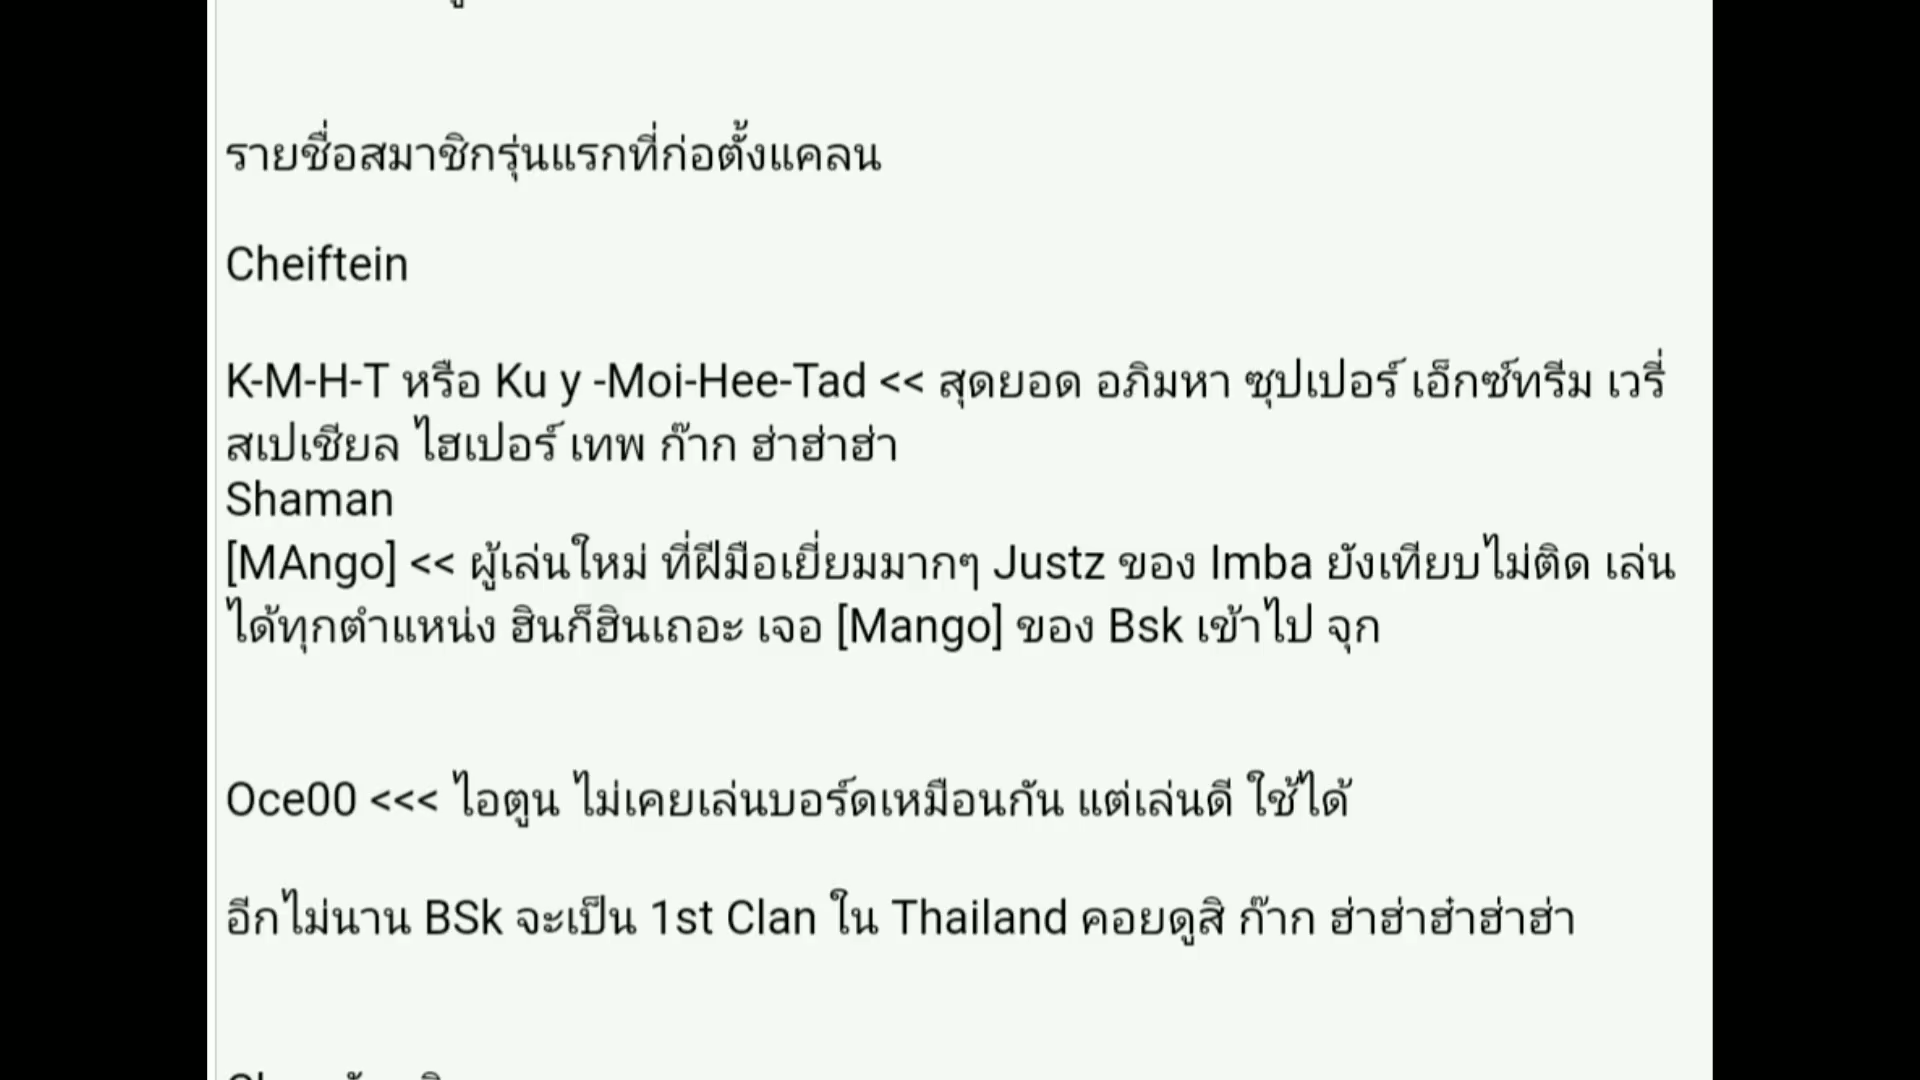 รายชื่อสมาชิกรุ่นแรกที่ก่อตั้งแคลน
Cheiftein
K-M-H-T หรือ Ku y -Moi-Hee-Tad << สุดยอด อภิมหา ซุปเปอร์ เอ็กซ์ทรีม เวรี่
สเปเชียล ไฮเปอร์ เทพ ก๊าก ฮ่าฮ่าฮ่า
Shaman
[MAngo] << ผู้เล่นใหม่ ที่ฝีมือเยี่ยมมากๆ Justz ของ Imba ยังเทียบไม่ติด เล่น
ได้ทุกตำแหน่ง ฮินก็ฮินเถอะ เจอ [Mango] ของ Bsk เข้าไป จุก
Oce00 <<< ไอตูน ไม่เคยเล่นบอร์ดเหมือนกัน แต่เล่นดี ใช้ได้
อีกไม่นาน BSk จะเป็น 1st Clan ใน Thailand คอยดูสิ ก๊าก ฮ่าฮ่าฮ๋าฮ่าฮ่า